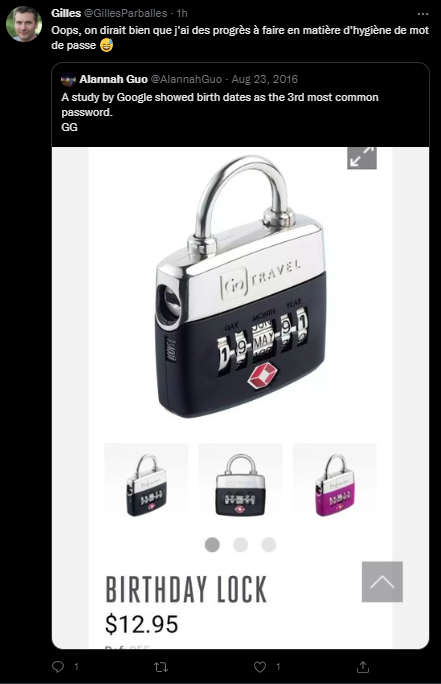 Gilles @GillesParballes · 1h
Oops, on dirait bien que j'ai des progrès à faire en matière d'hygiène de mot
de passe 😅
Alannah Guo @AlannahGuo · Aug 23, 2016
A study by Google showed birth dates as the 3rd most common
password.
GG
Go TRAVEL
DAY MONTH YEAR
19 MAY 91
BIRTHDAY LOCK
$12.95
1
1